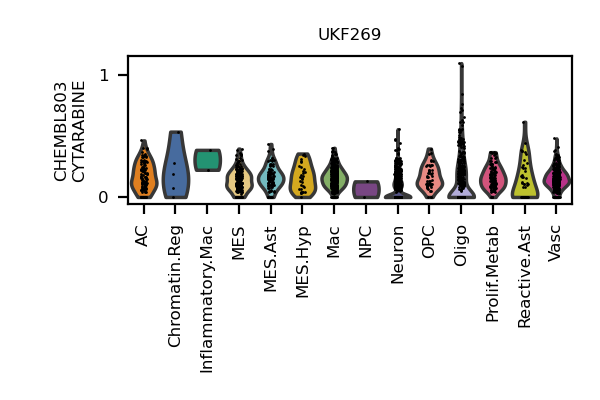 UKF269
CHEMBL803
CYTARABINE
1
0
AC
Chromatin.Reg
Inflammatory.Mac
MES
MES.Ast
MES.Hyp
Mac
NPC
Neuron
OPC
Oligo
Prolif.Metab
Reactive.Ast
Vasc